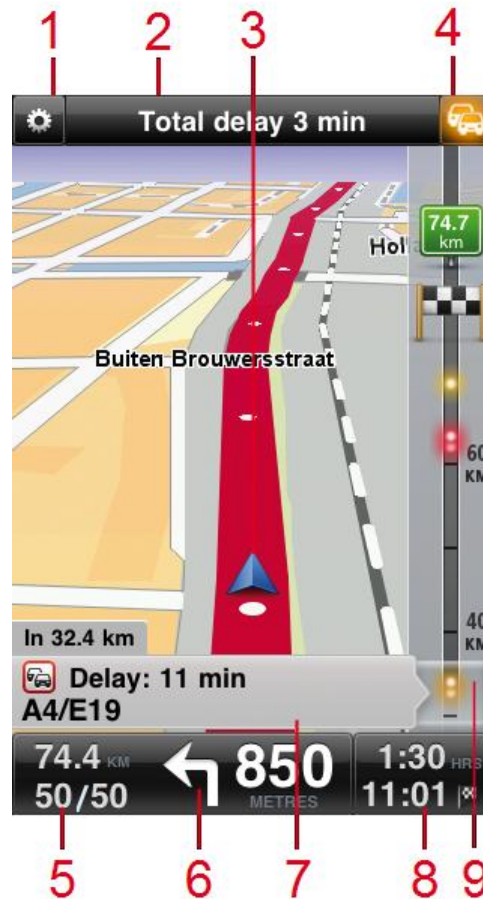 1 2 3 4
Total delay 3 min
74.7
km
Holl
Buiten Brouwersstraat
60
KM
In 32.4 km
40
KM
Delay: 11 min
A4/E19
74.4 KM
50/50
850
METRES
1:30 HRS
11:01
5 6 7 8 9